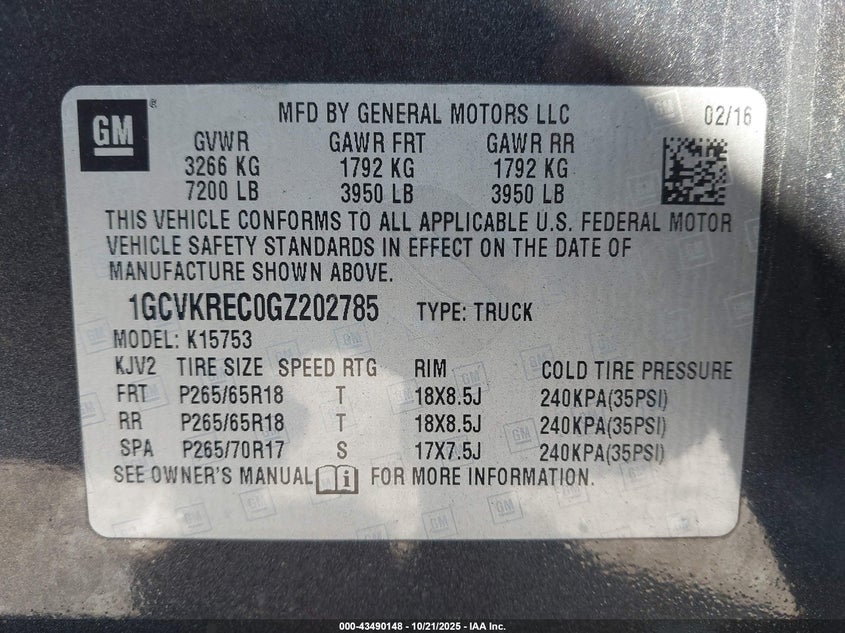 GM ® MFD BY GENERAL MOTORS LLC 02/16
GVWR GAWR FRT GAWR RR
3266 KG 1792 KG 1792 KG
7200 LB 3950 LB 3950 LB
THIS VEHICLE CONFORMS TO ALL APPLICABLE U.S. FEDERAL MOTOR
VEHICLE SAFETY STANDARDS IN EFFECT ON THE DATE OF
MANUFACTURE SHOWN ABOVE.
1GCVKREC0GZ202785 TYPE: TRUCK
MODEL: K15753
KJV2 TIRE SIZE SPEED RTG RIM COLD TIRE PRESSURE
FRT P265/65R18 T 18X8.5J 240KPA(35PSI)
RR P265/65R18 T 18X8.5J 240KPA(35PSI)
SPA P265/70R17 S 17X7.5J 240KPA(35PSI)
SEE OWNER'S MANUAL FOR MORE INFORMATION.
000-43490148 - 10/21/2025 - IAA Inc.